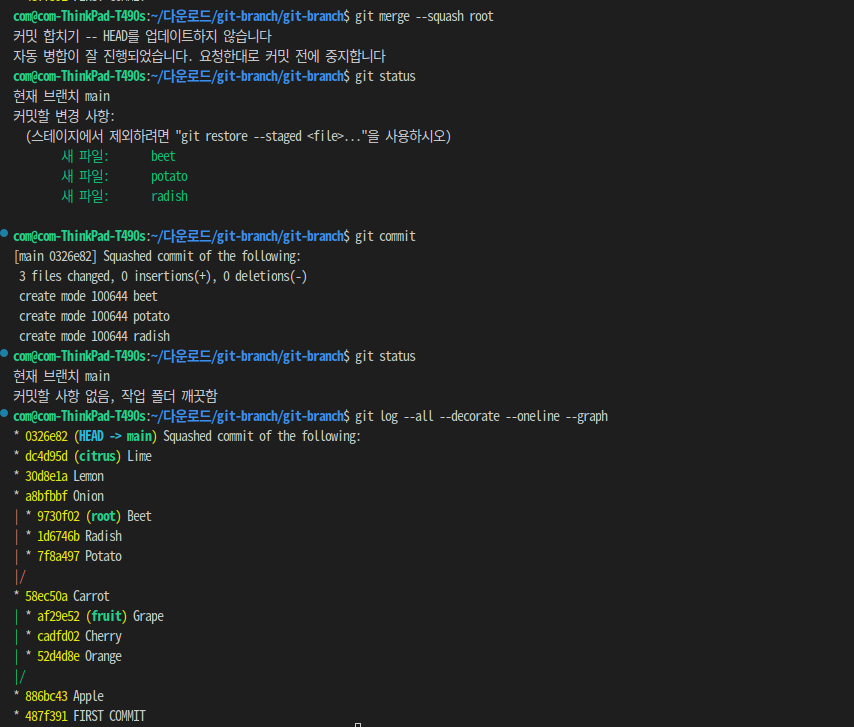 com@com-ThinkPad-T490s:~/다운로드/git-branch/git-branch$ git merge --squash root
커밋 합치기 -- HEAD를 업데이트하지 않습니다
자동 병합이 잘 진행되었습니다. 요청한대로 커밋 전에 중지합니다
com@com-ThinkPad-T490s:~/다운로드/git-branch/git-branch$ git status
현재 브랜치 main
커밋할 변경 사항:
  (스테이지에서 제외하려면 "git restore --staged <file>..."을 사용하시오)
        새 파일:       beet
        새 파일:       potato
        새 파일:       radish
com@com-ThinkPad-T490s:~/다운로드/git-branch/git-branch$ git commit
[main 0326e82] Squashed commit of the following:
 3 files changed, 0 insertions(+), 0 deletions(-)
 create mode 100644 beet
 create mode 100644 potato
 create mode 100644 radish
com@com-ThinkPad-T490s:~/다운로드/git-branch/git-branch$ git status
현재 브랜치 main
커밋할 사항 없음, 작업 폴더 깨끗함
com@com-ThinkPad-T490s:~/다운로드/git-branch/git-branch$ git log --all --decorate --oneline --graph
* 0326e82 (HEAD -> main) Squashed commit of the following:
* dc4d95d (citrus) Lime
* 30d8e1a Lemon
* a8bfbbf Onion
| * 9730f02 (root) Beet
| * 1d6746b Radish
| * 7f8a497 Potato
|/
* 58ec50a Carrot
| * af29e52 (fruit) Grape
| * cadfd02 Cherry
| * 52d4d8e Orange
|/
* 886bc43 Apple
* 487f391 FIRST COMMIT